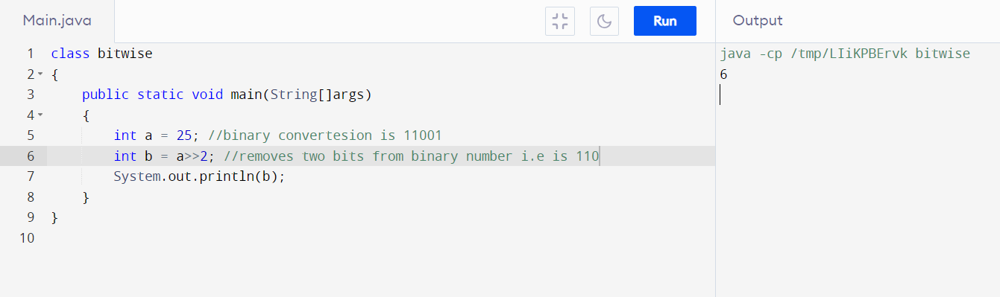 Main.java
Run
Output
1 class bitwise
2 {
3 public static void main(String[]args)
4 {
5 int a = 25; //binary convertesion is 11001
6 int b = a>>2; //removes two bits from binary number i.e is 110
7 System.out.println(b);
8 }
9 }
10
java -cp /tmp/LIiKPBErvk bitwise
6